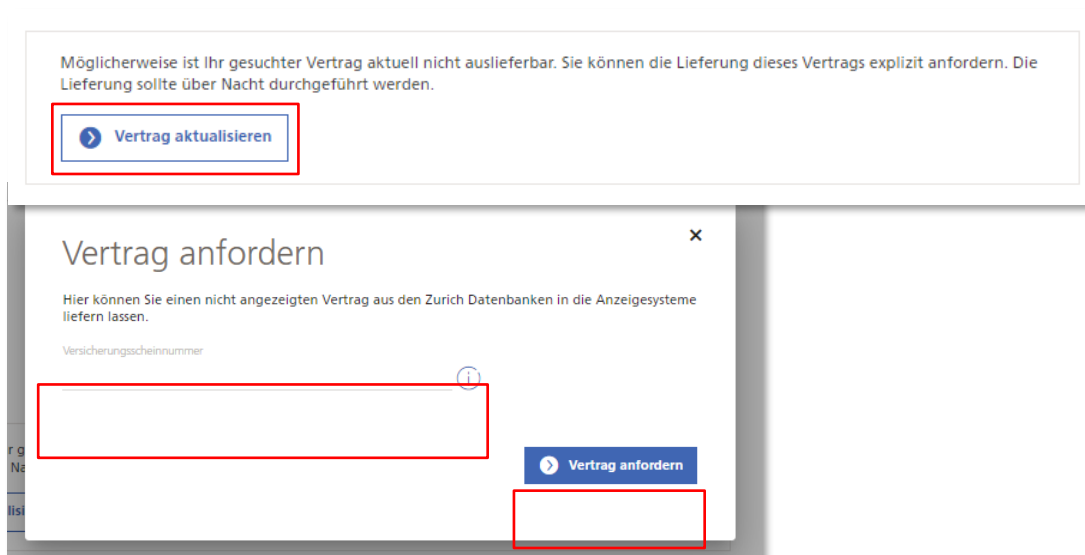 Möglicherweise ist Ihr gesuchter Vertrag aktuell nicht auslieferbar. Sie können die Lieferung dieses Vertrags explizit anfordern. Die
Lieferung sollte über Nacht durchgeführt werden.
Vertrag aktualisieren
Vertrag anfordern
Hier können Sie einen nicht angezeigten Vertrag aus den Zurich Datenbanken in die Anzeigesysteme
liefern lassen.
Versicherungsscheinnummer
r g
Na
Vertrag anfordern
lisi